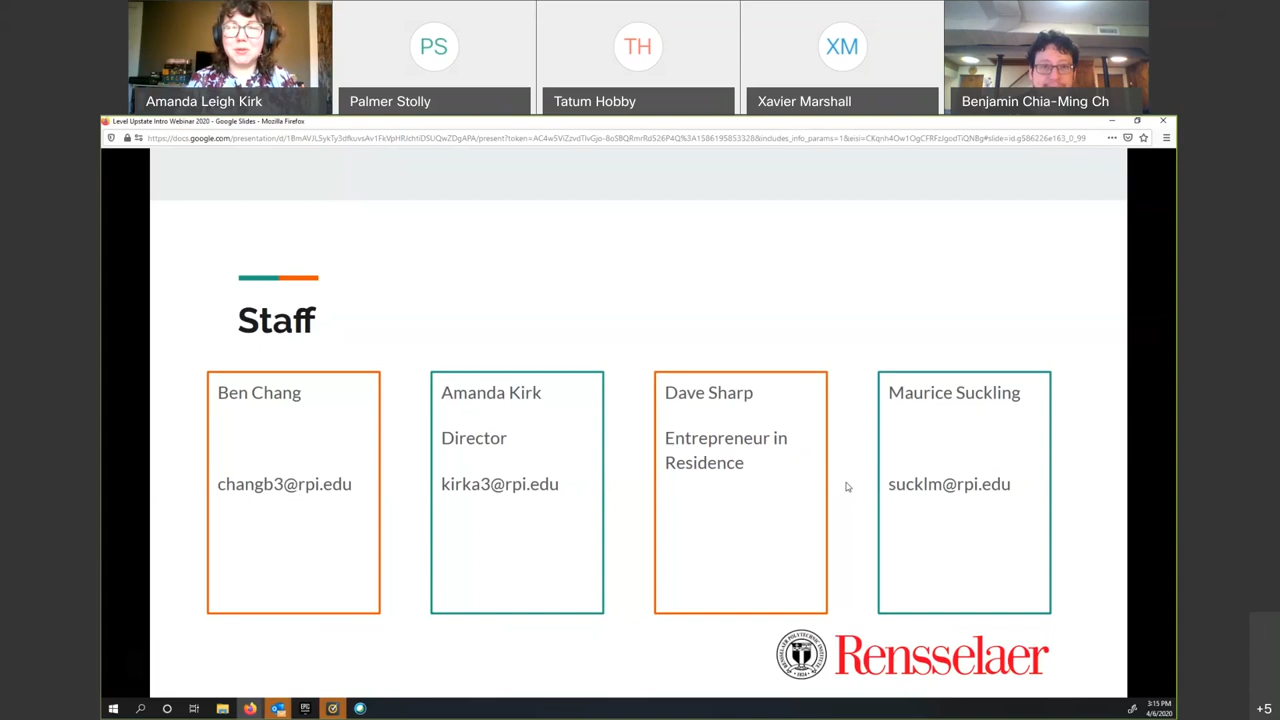 PS
TH
XM
Amanda Leigh Kirk
Palmer Stolly
Tatum Hobby
Xavier Marshall
Benjamin Chia-Ming Ch
Level Upstate Intro Webinar 2020 - Google Slides - Mozilla Firefox
Staff
Ben Chang
changb3@rpi.edu
Amanda Kirk
Director
kirka3@rpi.edu
Dave Sharp
Entrepreneur in
Residence
Maurice Suckling
sucklm@rpi.edu
Rensselaer
EPIC
3:15 PM
4/6/2020
+5